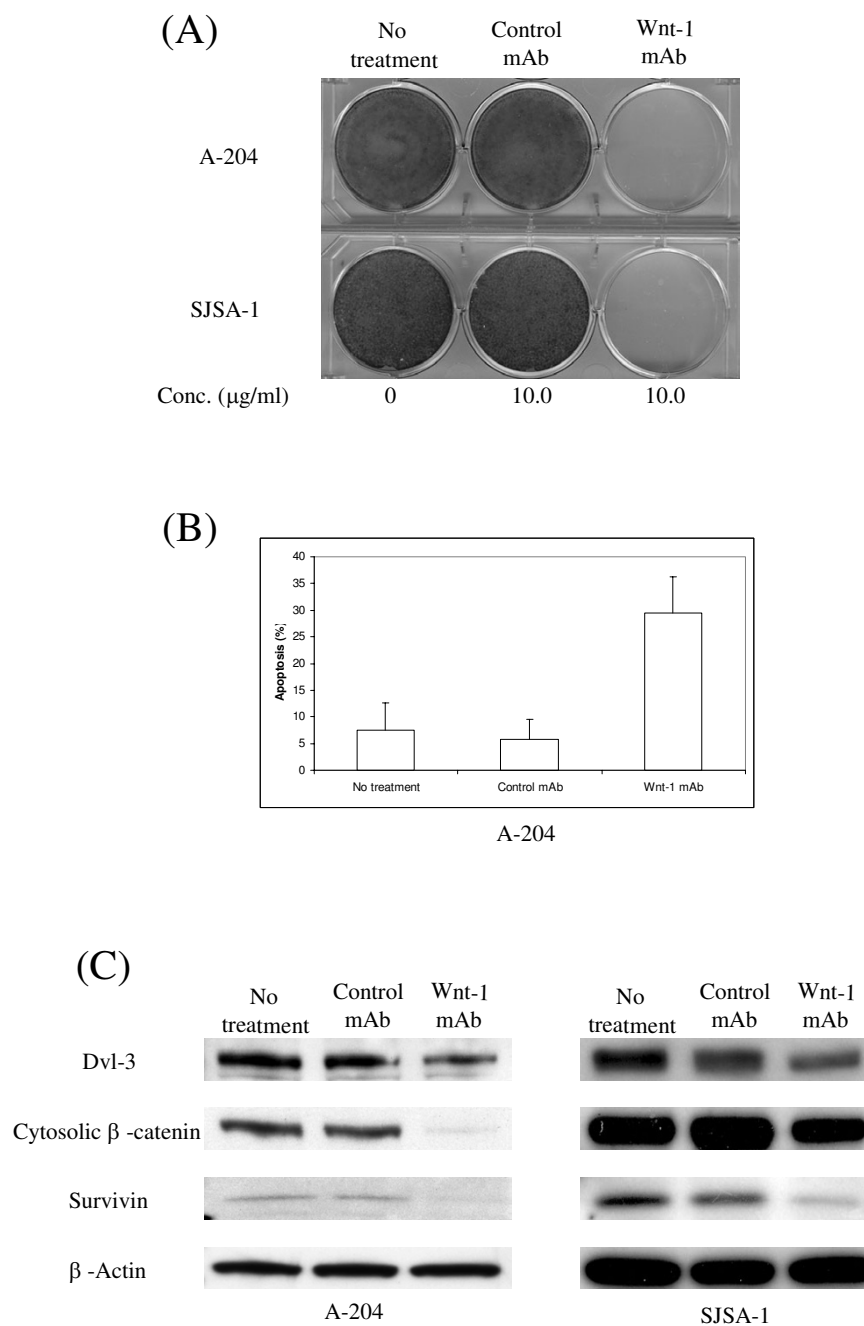 (A)
No treatment
Control mAb
Wnt-1 mAb
A-204
SJSA-1
Conc. (μg/ml)
0
10.0
10.0
(B)
40
35
30
25
20
15
10
5
0
Apoptosis (%)
No treatment
Control mAb
Wnt-1 mAb
A-204
(C)
No treatment
Control mAb
Wnt-1 mAb
No treatment
Control mAb
Wnt-1 mAb
Dvl-3
Cytosolic β -catenin
Survivin
β -Actin
A-204
SJSA-1